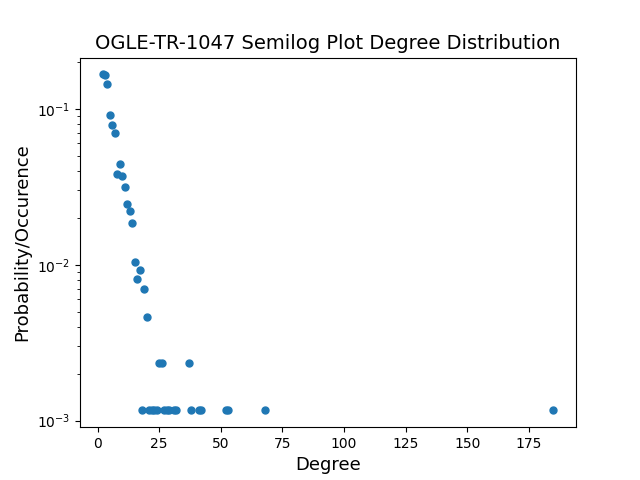 OGLE-TR-1047 Semilog Plot Degree Distribution
Probability/Occurence
10⁻¹
10⁻²
10⁻³
0 25 50 75 100 125 150 175
Degree